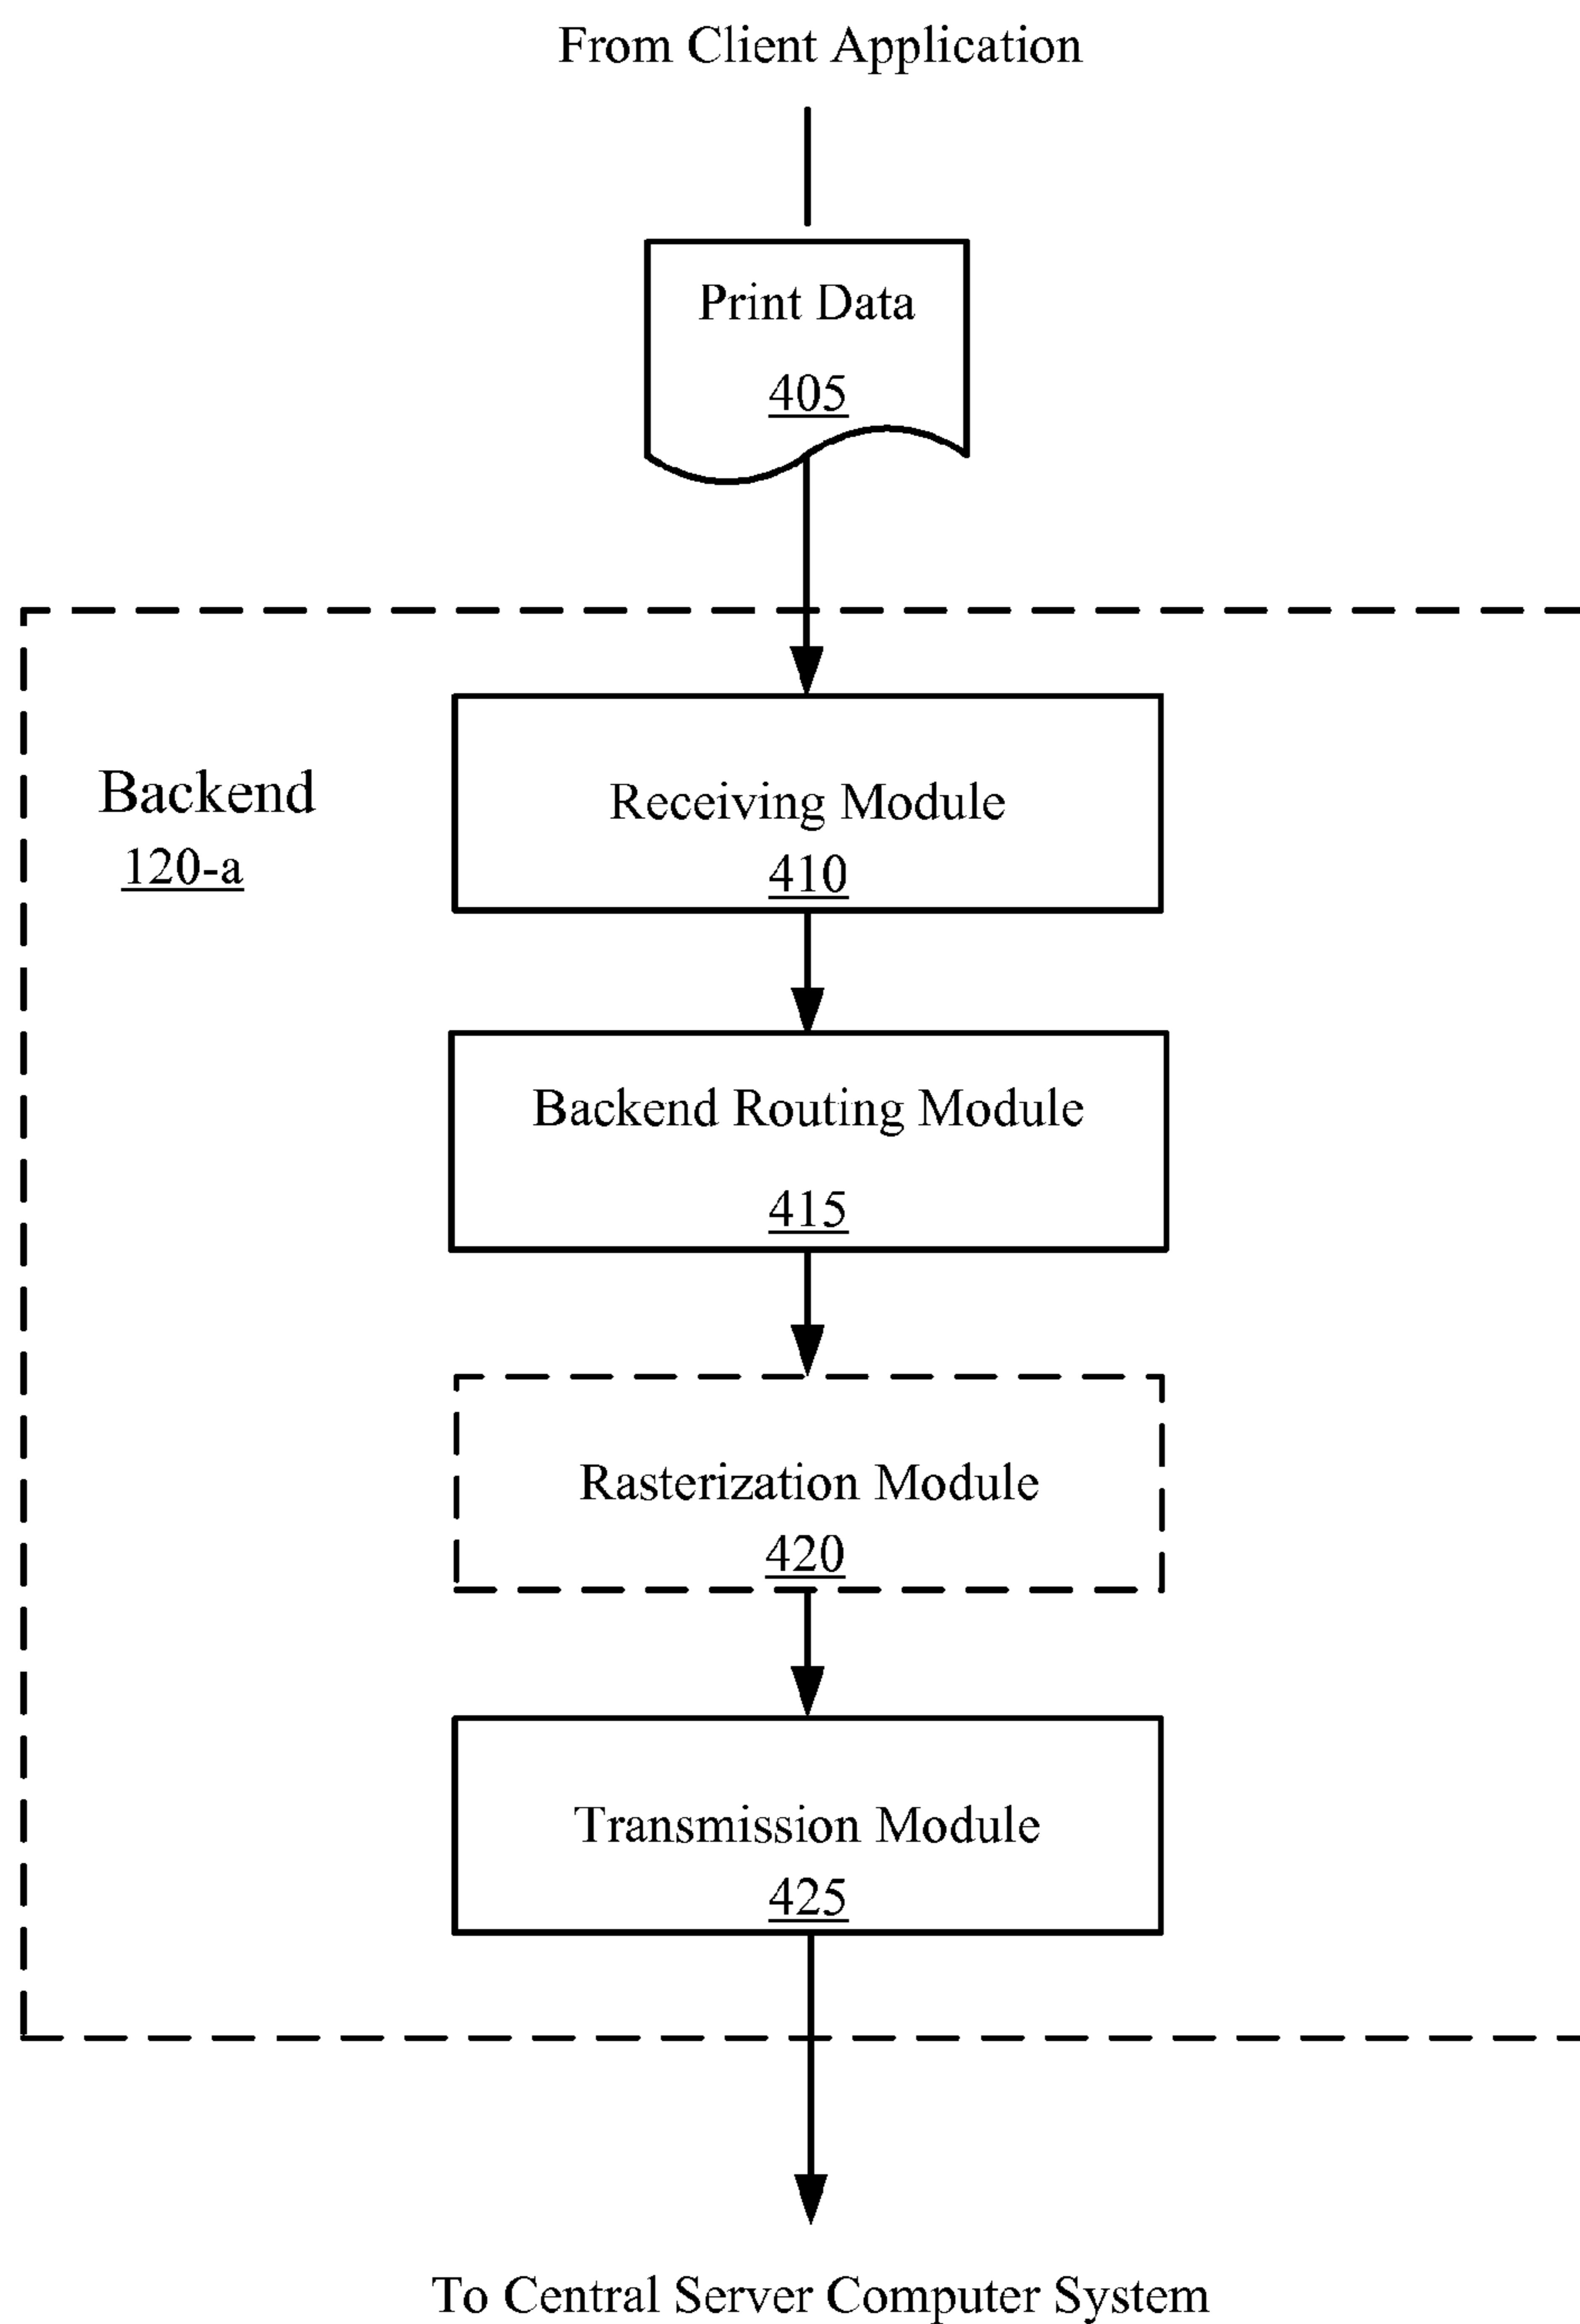 From Client Application
Print Data
405
Backend
120-a
Receiving Module
410
Backend Routing Module
415
Rasterization Module
420
Transmission Module
425
To Central Server Computer System